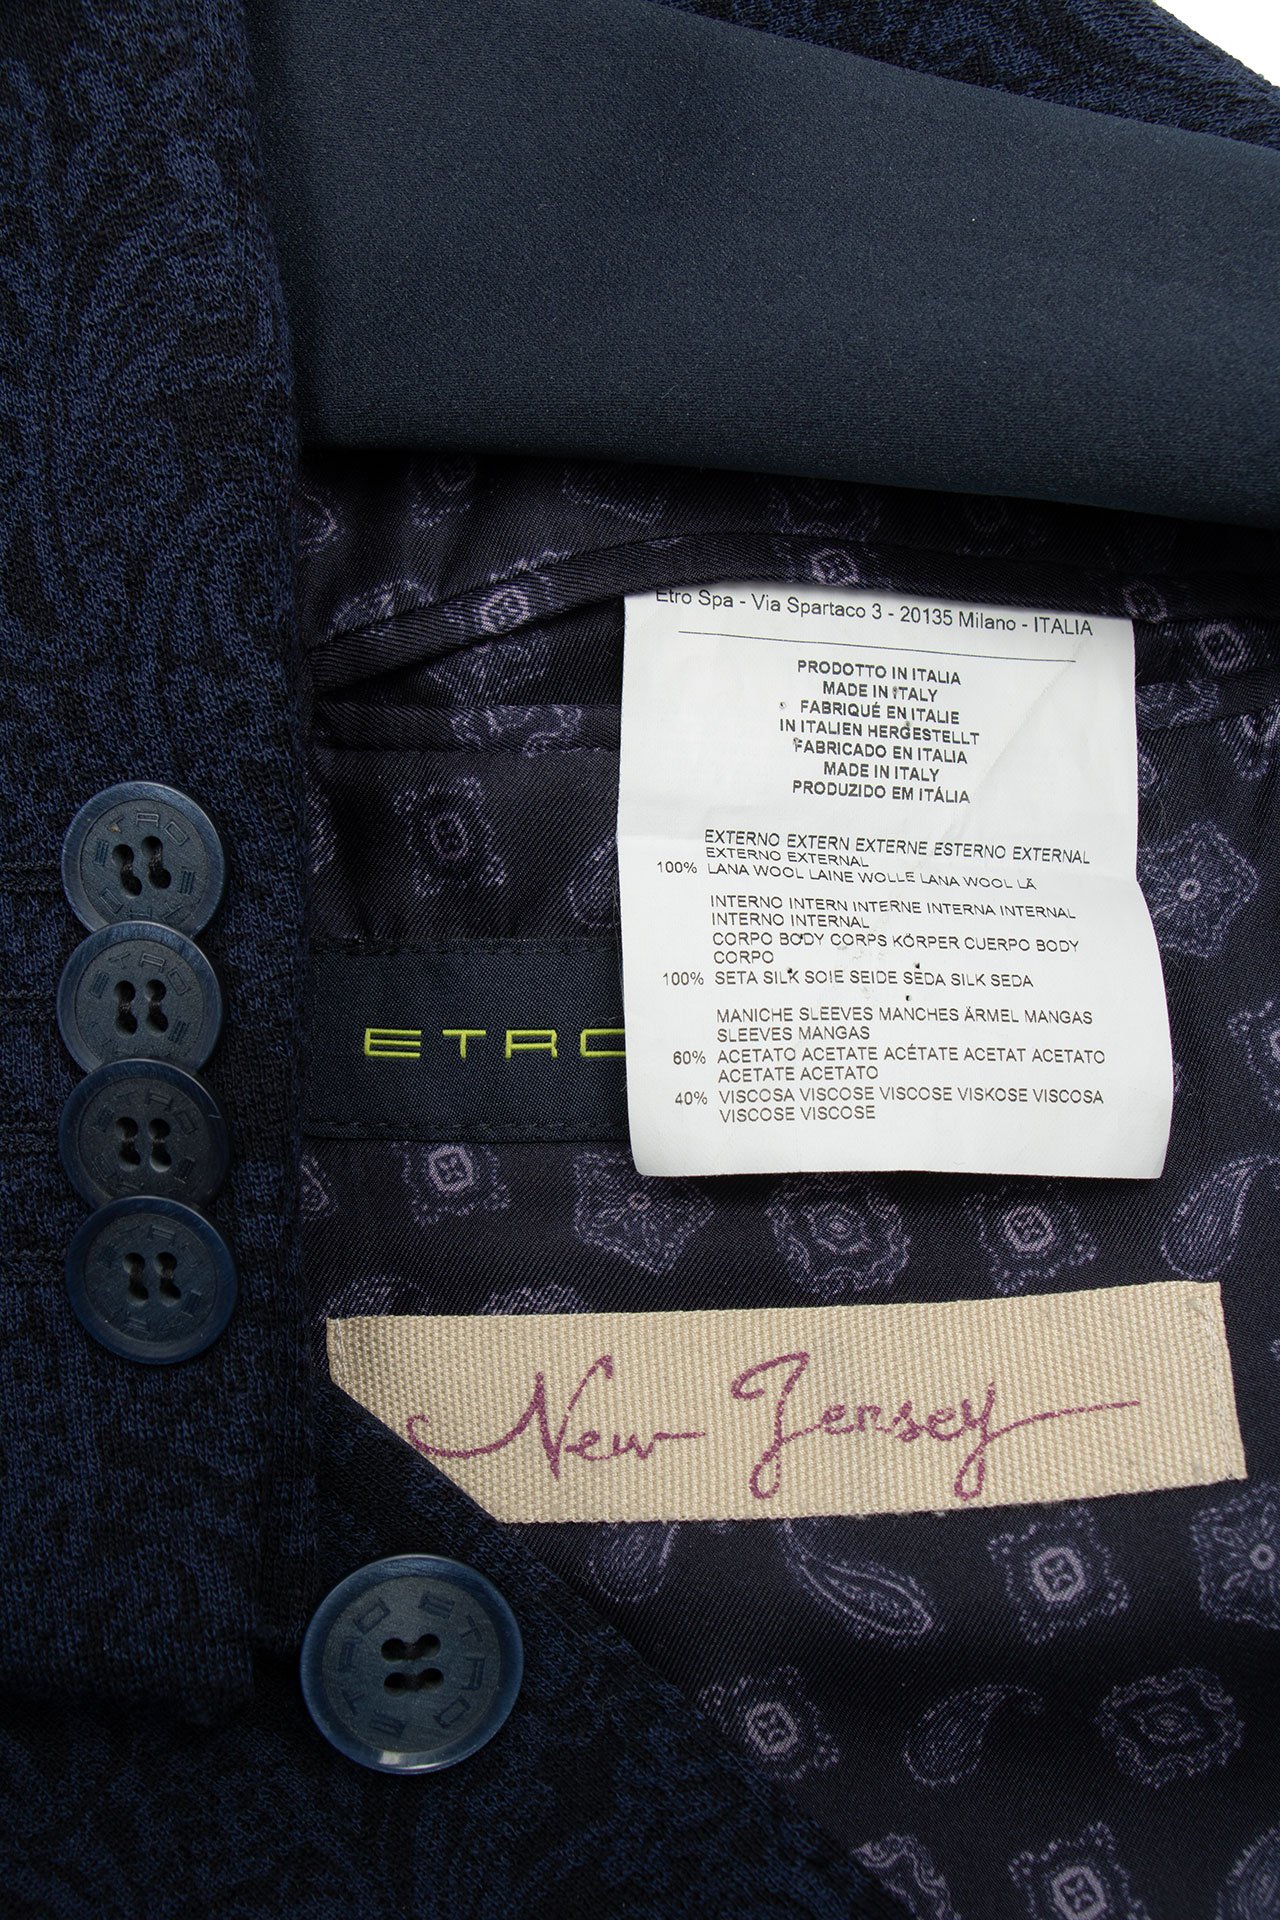 Etro Spa - Via Spartaco 3 - 20135 Milano - ITALIA
PRODOTTO IN ITALIA
MADE IN ITALY
FABRIQUÉ EN ITALIE
IN ITALIEN HERGESTELLT
FABRICADO EN ITALIA
MADE IN ITALY
PRODUZIDO EM ITÁLIA
EXTERNO EXTERN EXTERNE ESTERNO EXTERNAL
EXTERNO EXTERNAL
100% LANA WOOL LAINE WOLLE LANA WOOL LÃ
INTERNO INTERN INTERNE INTERNA INTERNAL
INTERNO INTERNAL
CORPO BODY CORPS KÖRPER CUERPO BODY
CORPO
100% SETA SILK SOIE SEIDE SEDA SILK SEDA
MANICHE SLEEVES MANCHES ÄRMEL MANGAS
SLEEVES MANGAS
60% ACETATO ACETATE ACÉTATE ACETAT ACETATO
ACETATE ACETATO
40% VISCOSA VISCOSE VISCOSE VISKOSE VISCOSA
VISCOSE VISCOSE
ETRO
New Jersey
ETRO
ETRO
ETRO
ETRO
ETRO ETRO